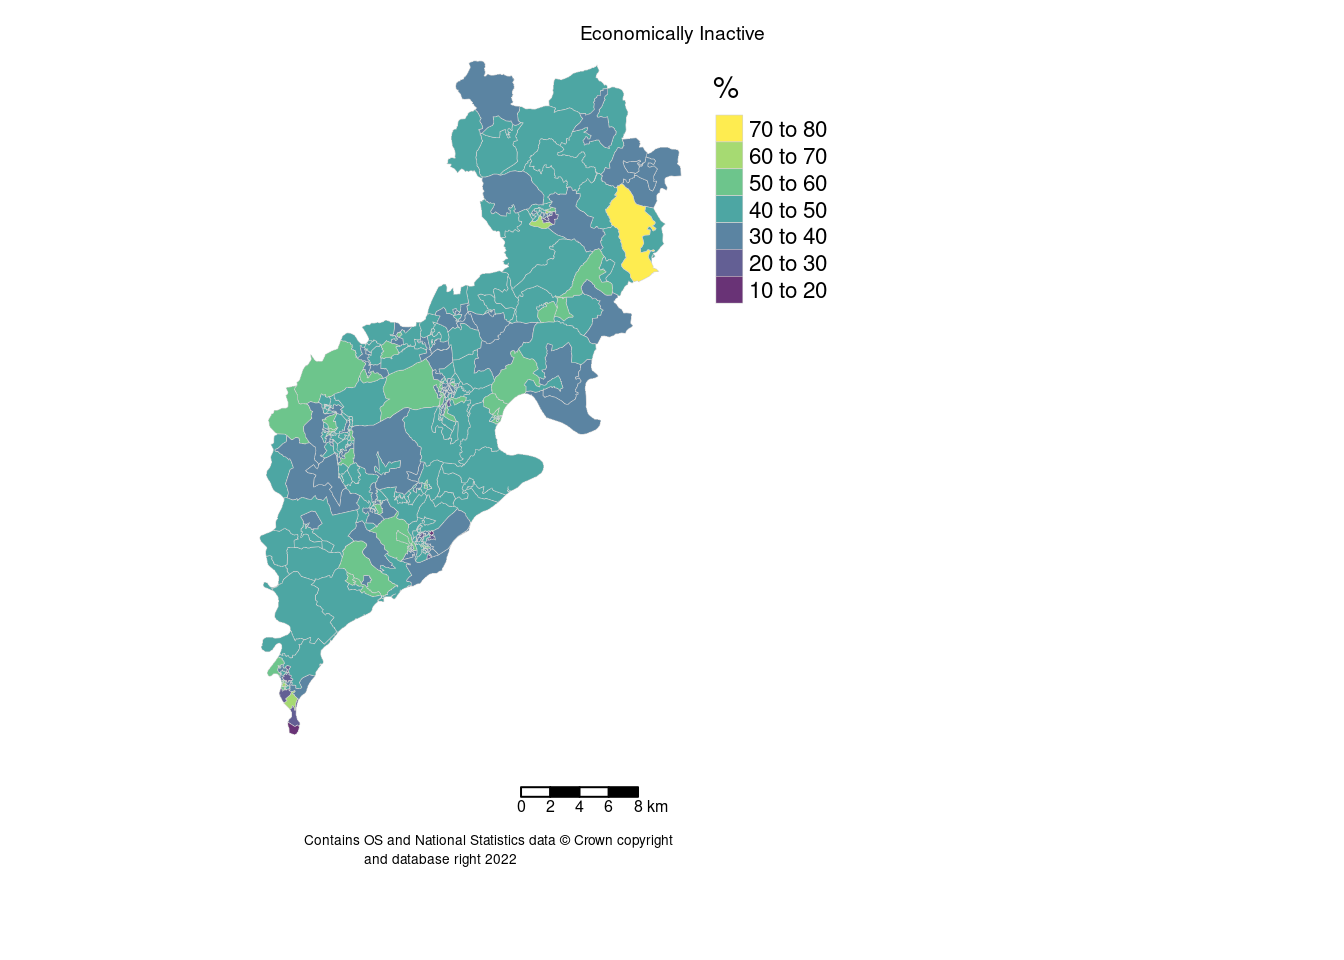 Economically Inactive
%
70 to 80
60 to 70
50 to 60
40 to 50
30 to 40
20 to 30
10 to 20
0 2 4 6 8 km
Contains OS and National Statistics data © Crown copyright
and database right 2022